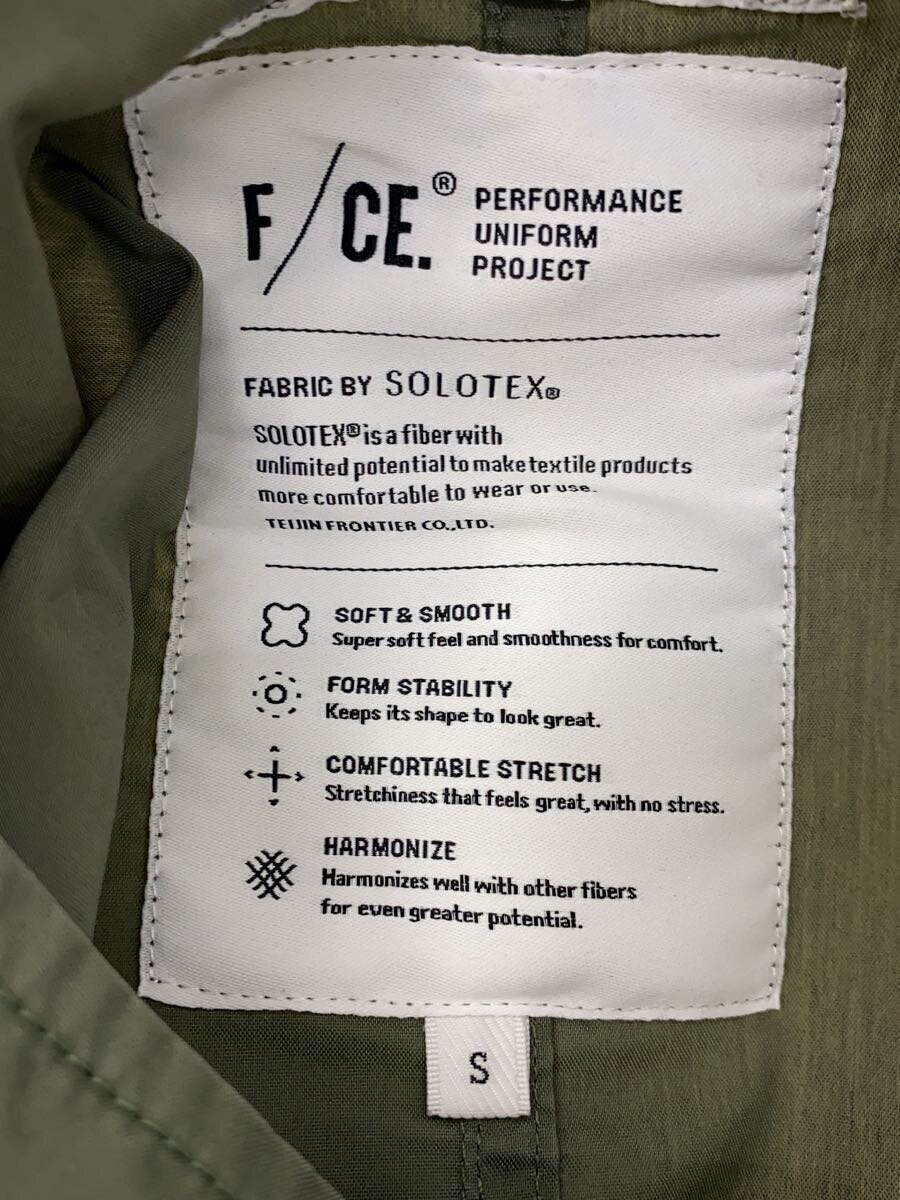 F/CE.® PERFORMANCE
UNIFORM
PROJECT
FABRIC BY SOLOTEX®
SOLOTEX® is a fiber with
unlimited potential to make textile products
more comfortable to wear or use.
TEIJIN FRONTIER CO.,LTD.
SOFT & SMOOTH
Super soft feel and smoothness for comfort.
FORM STABILITY
Keeps its shape to look great.
COMFORTABLE STRETCH
Stretchiness that feels great, with no stress.
HARMONIZE
Harmonizes well with other fibers
for even greater potential.
S